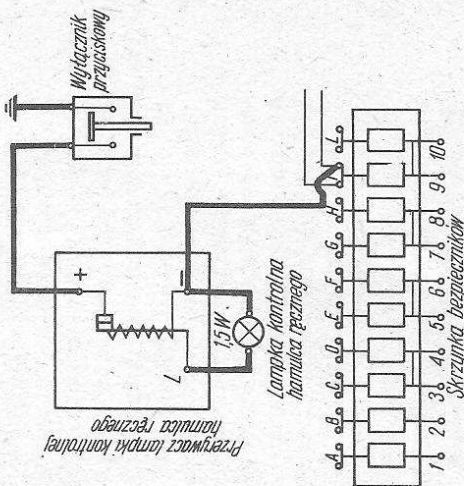 Wyłącznik
przyciskowy
+
-
L
1,5 W.
Lampka kontrolna
hamulca ręcznego
Przerywacz lampki kontrolnej
hamulca ręcznego
A B C D E F G H L
1 2 3 4 5 6 7 8 9 10
Skrzynka bezpieczników